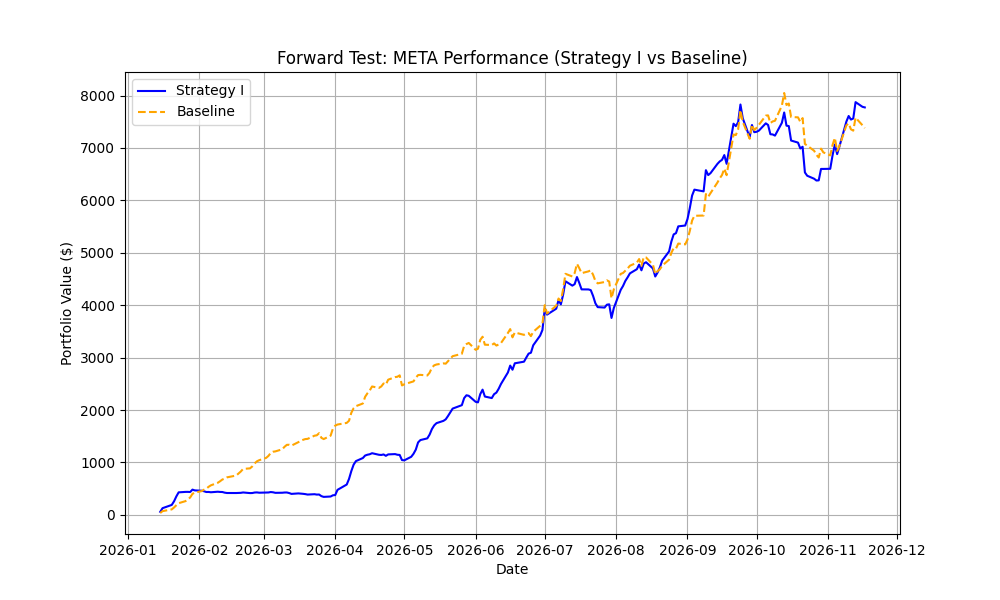 Forward Test: META Performance (Strategy I vs Baseline)
Strategy I
Baseline
Portfolio Value ($)
8000
7000
6000
5000
4000
3000
2000
1000
0
2026-01 2026-02 2026-03 2026-04 2026-05 2026-06 2026-07 2026-08 2026-09 2026-10 2026-11 2026-12
Date